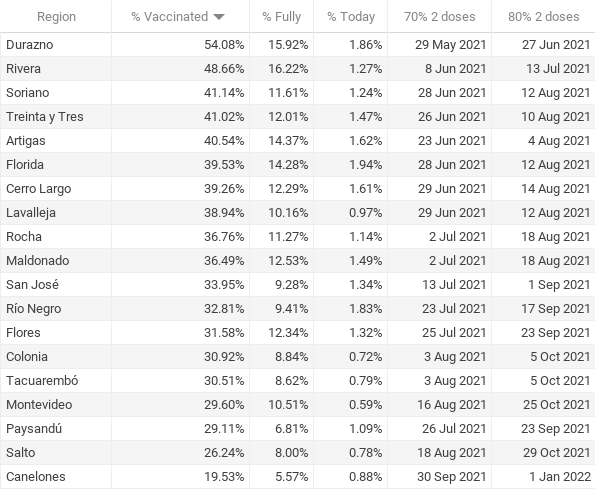 Region % Vaccinated % Fully % Today 70% 2 doses 80% 2 doses
Durazno 54.08% 15.92% 1.86% 29 May 2021 27 Jun 2021
Rivera 48.66% 16.22% 1.27% 8 Jun 2021 13 Jul 2021
Soriano 41.14% 11.61% 1.24% 28 Jun 2021 12 Aug 2021
Treinta y Tres 41.02% 12.01% 1.47% 26 Jun 2021 10 Aug 2021
Artigas 40.54% 14.37% 1.62% 23 Jun 2021 4 Aug 2021
Florida 39.53% 14.28% 1.94% 28 Jun 2021 12 Aug 2021
Cerro Largo 39.26% 12.29% 1.61% 29 Jun 2021 14 Aug 2021
Lavalleja 38.94% 10.16% 0.97% 29 Jun 2021 12 Aug 2021
Rocha 36.76% 11.27% 1.14% 2 Jul 2021 18 Aug 2021
Maldonado 36.49% 12.53% 1.49% 2 Jul 2021 18 Aug 2021
San José 33.95% 9.28% 1.34% 13 Jul 2021 1 Sep 2021
Río Negro 32.81% 9.41% 1.83% 23 Jul 2021 17 Sep 2021
Flores 31.58% 12.34% 1.32% 25 Jul 2021 23 Sep 2021
Colonia 30.92% 8.84% 0.72% 3 Aug 2021 5 Oct 2021
Tacuarembó 30.51% 8.62% 0.79% 3 Aug 2021 5 Oct 2021
Montevideo 29.60% 10.51% 0.59% 16 Aug 2021 25 Oct 2021
Paysandú 29.11% 6.81% 1.09% 26 Jul 2021 23 Sep 2021
Salto 26.24% 8.00% 0.78% 18 Aug 2021 29 Oct 2021
Canelones 19.53% 5.57% 0.88% 30 Sep 2021 1 Jan 2022